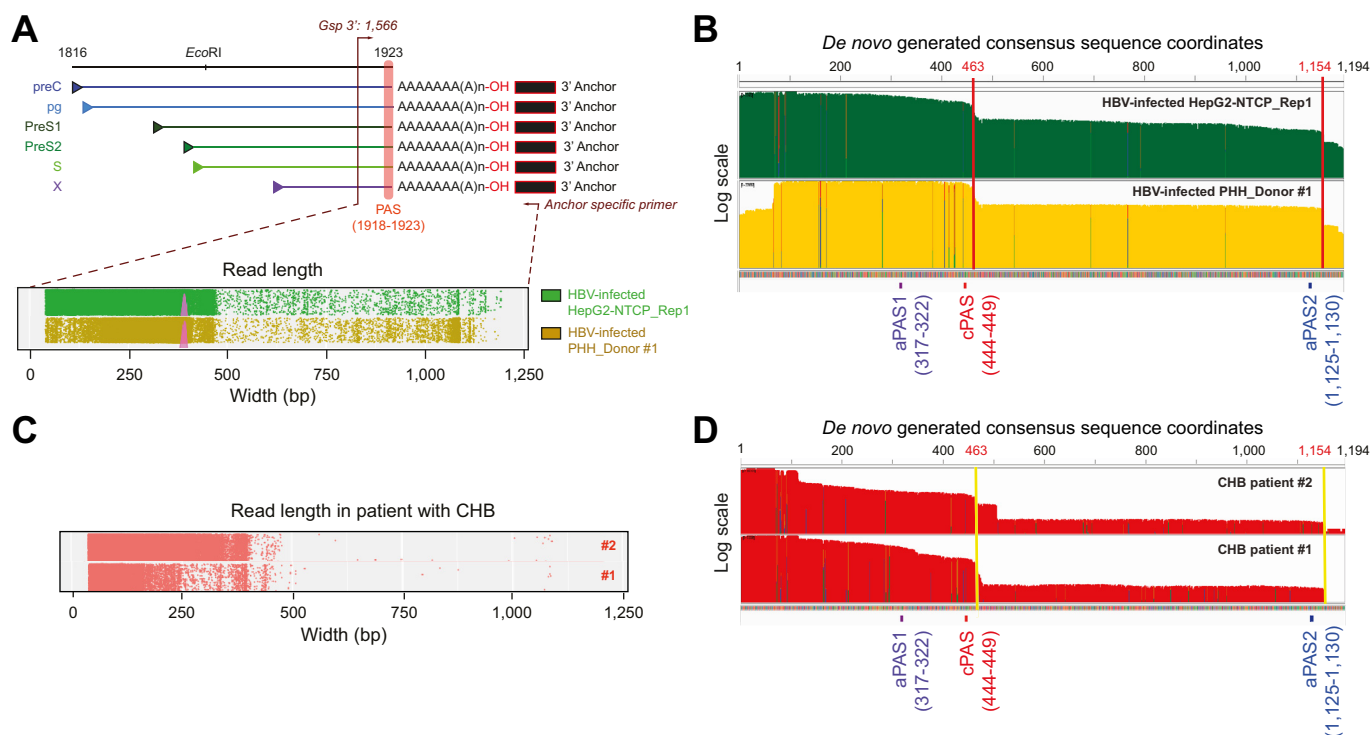 A
Gsp 3': 1,566
1816
EcoRI
1923
preC
AAAAAAA(A)n-OH
3' Anchor
pg
AAAAAAA(A)n-OH
3' Anchor
PreS1
AAAAAAA(A)n-OH
3' Anchor
PreS2
AAAAAAA(A)n-OH
3' Anchor
S
AAAAAAA(A)n-OH
3' Anchor
X
AAAAAAA(A)n-OH
3' Anchor
PAS
(1918-1923)
Anchor specific primer
Read length
HBV-infected
HepG2-NTCP_Rep1
HBV-infected
PHH_Donor #1
0 250 500 750 1,000 1,250
Width (bp)
B
De novo generated consensus sequence coordinates
1 200 400 463 600 800 1,000 1,154 1,194
Log scale
HBV-infected HepG2-NTCP_Rep1
HBV-infected PHH_Donor #1
aPAS1
(317-322)
cPAS
(444-449)
aPAS2
(1,125-1,130)
C
Read length in patient with CHB
#2
#1
0 250 500 750 1,000 1,250
Width (bp)
D
De novo generated consensus sequence coordinates
1 200 400 463 600 800 1,000 1,154 1,194
Log scale
CHB patient #2
CHB patient #1
aPAS1
(317-322)
cPAS
(444-449)
aPAS2
(1,125-1,130)